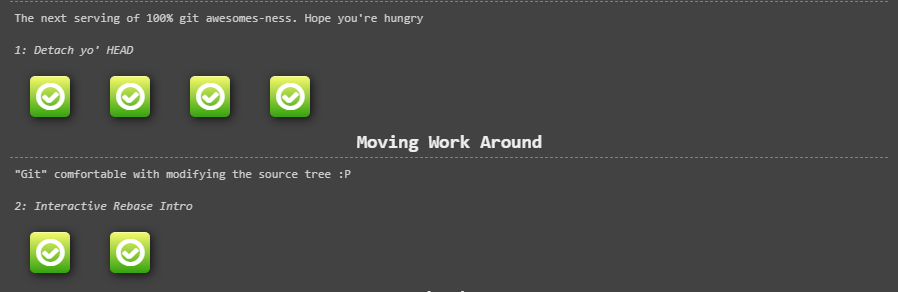 The next serving of 100% git awesomes-ness. Hope you're hungry
1: Detach yo' HEAD
Moving Work Around
"Git" comfortable with modifying the source tree :P
2: Interactive Rebase Intro